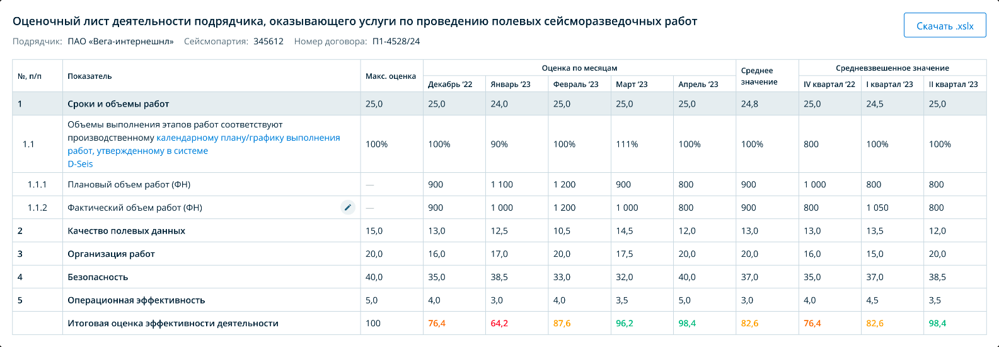 Оценочный лист деятельности подрядчика, оказывающего услуги по проведению полевых сейсморазведочных работ
Скачать .xslx
Подрядчик: ПАО «Вега-интернешнл» Сейсмопартия: 345612 Номер договора: П1-4528/24
№, п/п Показатель Макс. оценка Оценка по месяцам Среднее значение Средневзвешенное значение
Декабрь ‘22 Январь ‘23 Февраль ‘23 Март ‘23 Апрель ‘23 IV квартал ‘22 I квартал ‘23 II квартал ‘23
1 Сроки и объемы работ 25,0 25,0 24,0 25,0 25,0 25,0 24,8 25,0 24,5 25,0
1.1 Объемы выполнения этапов работ соответствуют
производственному календарному плану/графику выполнения
работ, утвержденному в системе
D-Seis
100% 100% 90% 100% 111% 100% 100% 800 100% 100%
1.1.1 Плановый объем работ (ФН) — 900 1 100 1 200 900 800 900 1 000 800 800
1.1.2 Фактический объем работ (ФН) — 900 1 000 1 200 1 000 800 900 800 1 050 800
2 Качество полевых данных 15,0 13,0 12,5 10,5 14,5 12,0 13,0 13,0 13,5 12,0
3 Организация работ 20,0 16,0 17,0 20,0 17,5 20,0 20,0 16,0 15,0 20,0
4 Безопасность 40,0 35,0 38,5 33,0 32,0 40,0 37,0 35,0 37,0 38,5
5 Операционная эффективность 5,0 4,0 3,0 4,0 3,5 5,0 3,0 4,0 4,5 3,5
Итоговая оценка эффективности деятельности 100 76,4 64,2 87,6 96,2 98,4 82,6 76,4 82,6 98,4